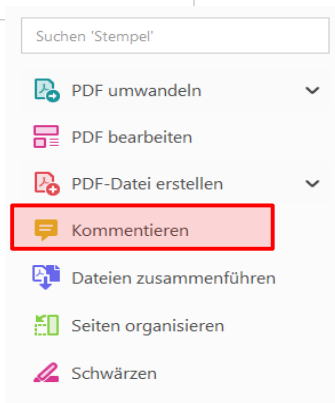 Suchen 'Stempel'
PDF umwandeln
PDF bearbeiten
PDF-Datei erstellen
Kommentieren
Dateien zusammenführen
Seiten organisieren
Schwärzen